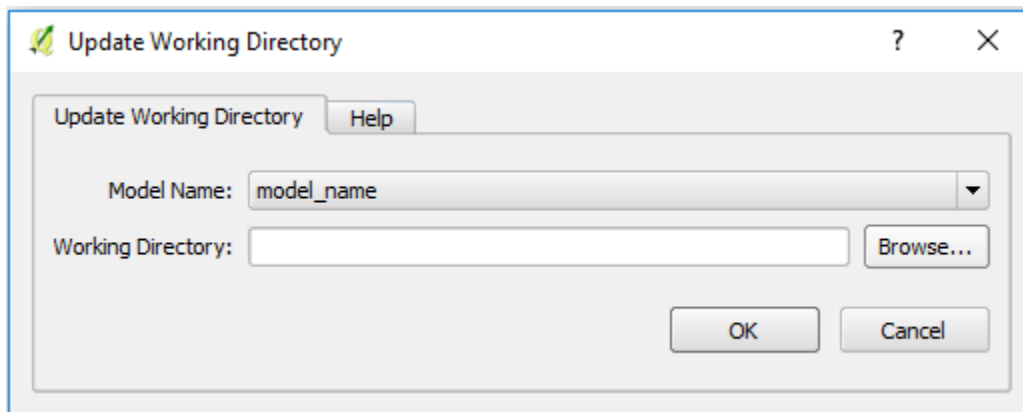 Update Working Directory ?
Update Working Directory Help
Model Name: model_name
Working Directory: Browse...
OK Cancel